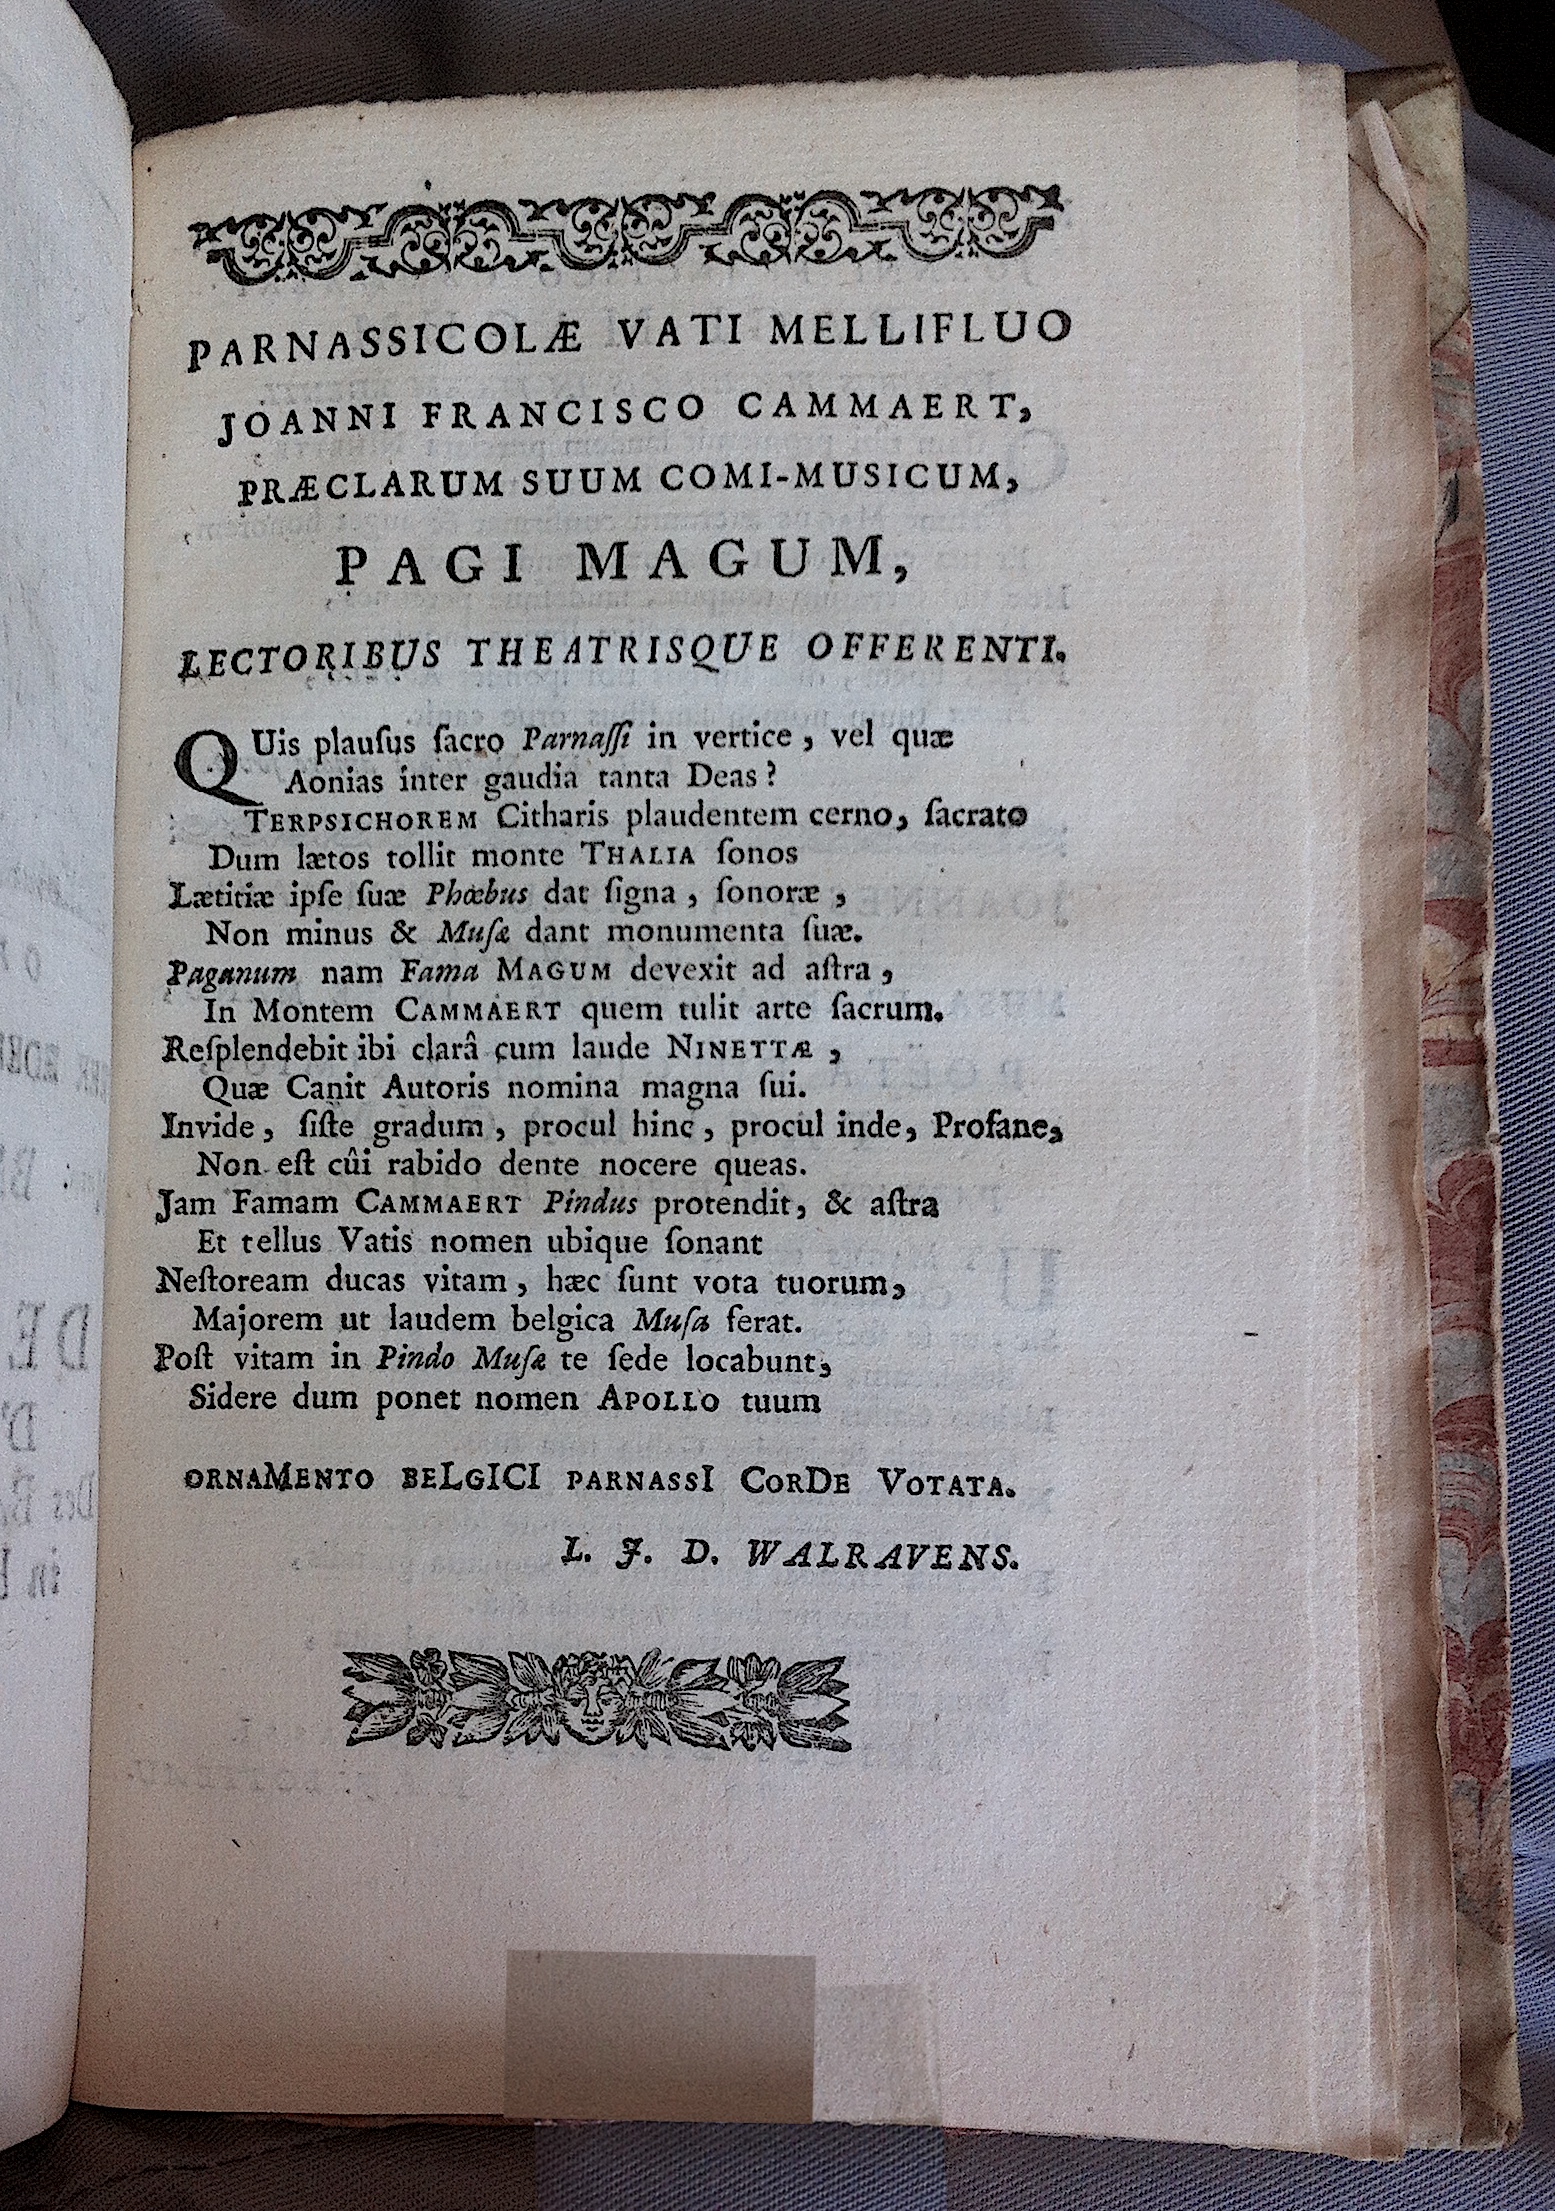 PARNASSICOLÆ VATI MELLIFLUO
JOANNI FRANCISCO CAMMAERT,
PRÆCLARUM SUUM COMI-MUSICUM,
PAGI MAGUM,
LECTORIBUS THEATRISQUE OFFERENTI.
QUis plauſus ſacro Parnaſſi in vertice, vel quæ
Aonias inter gaudia tanta Deas?
TERPSICHOREM Citharis plaudentem cerno, ſacrato
Dum lætos tollit monte THALIA ſonos
Lætitiæ ipſe ſuæ Phœbus dat ſigna, ſonoræ,
Non minus & Muſæ dant monumenta ſuæ.
Paganum nam Fama MAGUM devexit ad aſtra,
In Montem CAMMAERT quem tulit arte ſacrum.
Reſplendebit ibi clarâ cum laude NINETTÆ,
Quæ Canit Autoris nomina magna ſui.
Invide, ſiſte gradum, procul hinc, procul inde, Profane,
Non eſt cûi rabido dente nocere queas.
Jam Famam CAMMAERT Pindus protendit, & aſtra
Et tellus Vatis nomen ubique ſonant
Neſtoream ducas vitam, hæc ſunt vota tuorum,
Majorem ut laudem belgica Muſa ferat.
Poſt vitam in Pindo Muſæ te ſede locabunt,
Sidere dum ponet nomen APOLLO tuum
ORNAMENTO BELGICI PARNASSI CORDE VOTATA.
L. J. D. WALRAVENS.